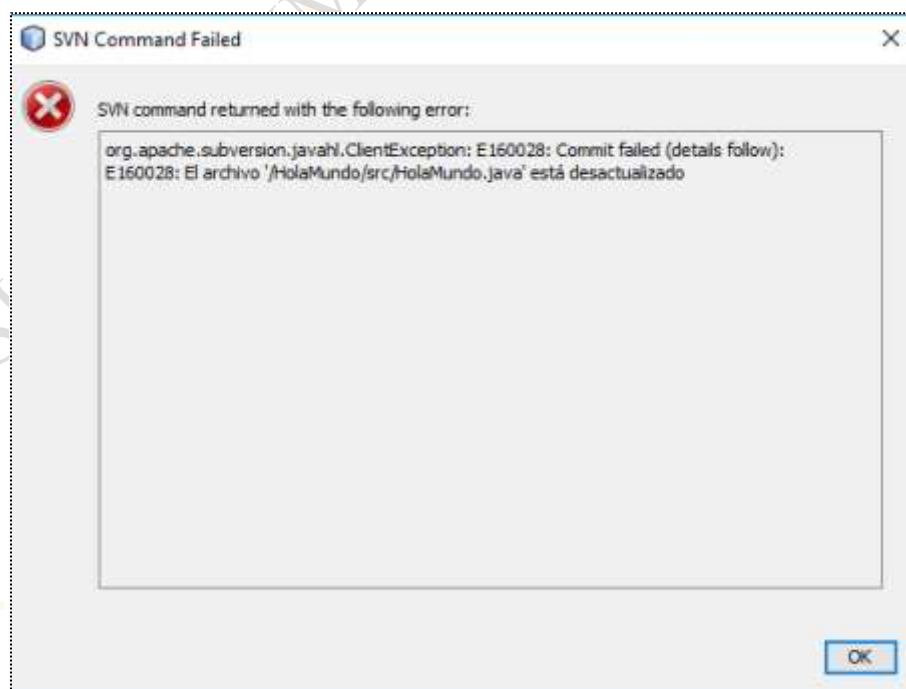 SVN Command Failed
SVN command returned with the following error:
org.apache.subversion.javahl.ClientException: E160028: Commit failed (details follow):
E160028: El archivo '/HolaMundo/src/HolaMundo.java' está desactualizado
OK